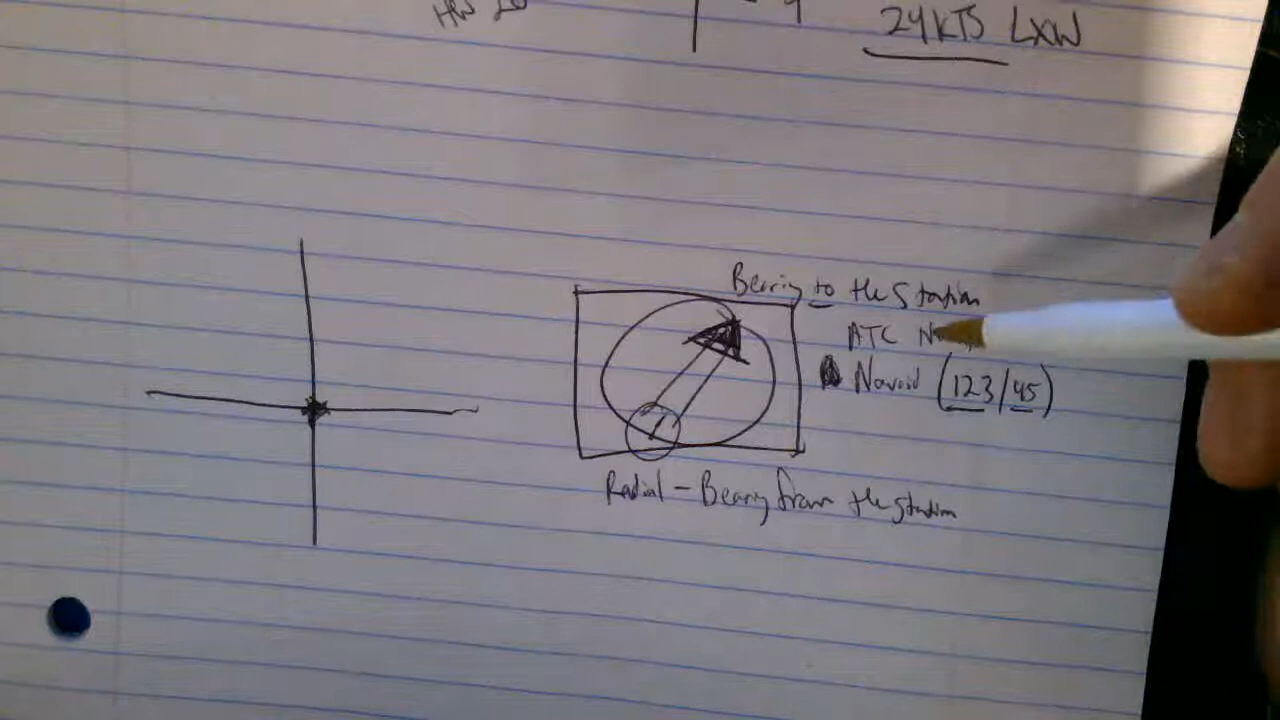 24KTS LXW
Bearing to the Station
ATC
Navaid (123/45)
Radial - Bearing from the station